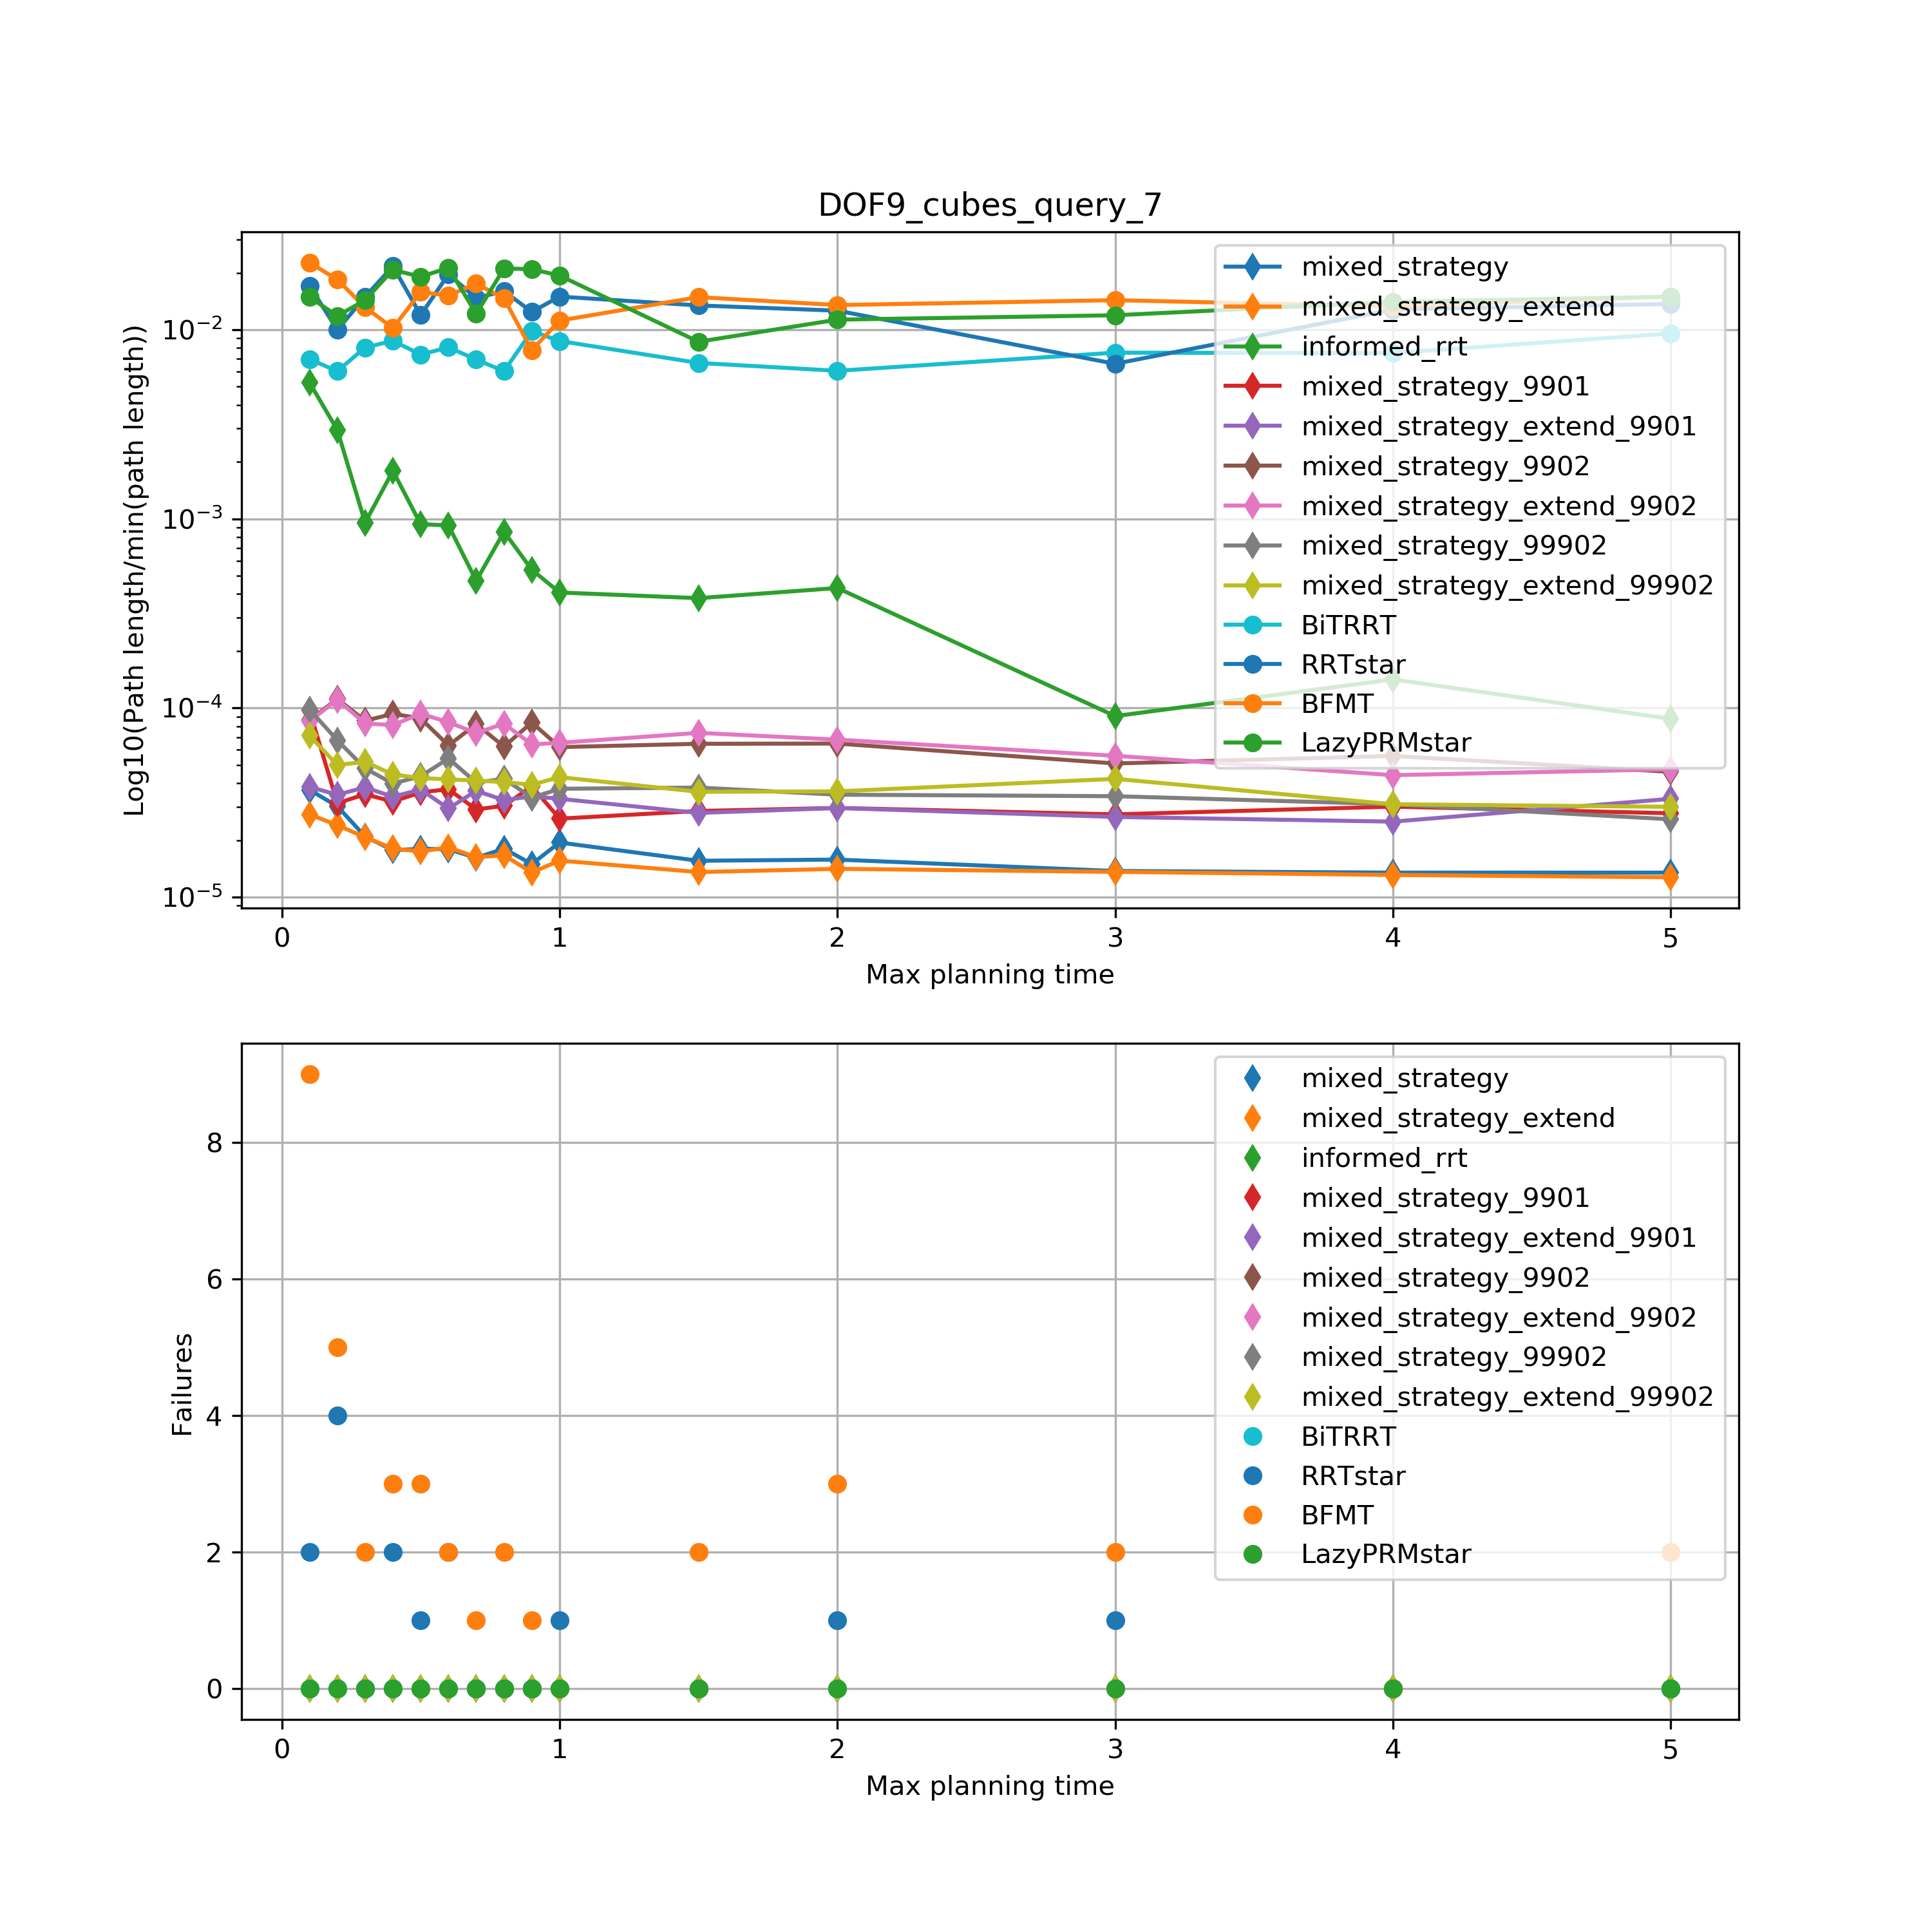 DOF9_cubes_query_7
Log10(Path length/min(path length))
10⁻²
10⁻³
10⁻⁴
10⁻⁵
mixed_strategy
mixed_strategy_extend
informed_rrt
mixed_strategy_9901
mixed_strategy_extend_9901
mixed_strategy_9902
mixed_strategy_extend_9902
mixed_strategy_99902
mixed_strategy_extend_99902
BiTRRT
RRTstar
BFMT
LazyPRMstar
0 1 2 3 4 5
Max planning time
Failures
8
6
4
2
0
mixed_strategy
mixed_strategy_extend
informed_rrt
mixed_strategy_9901
mixed_strategy_extend_9901
mixed_strategy_9902
mixed_strategy_extend_9902
mixed_strategy_99902
mixed_strategy_extend_99902
BiTRRT
RRTstar
BFMT
LazyPRMstar
0 1 2 3 4 5
Max planning time